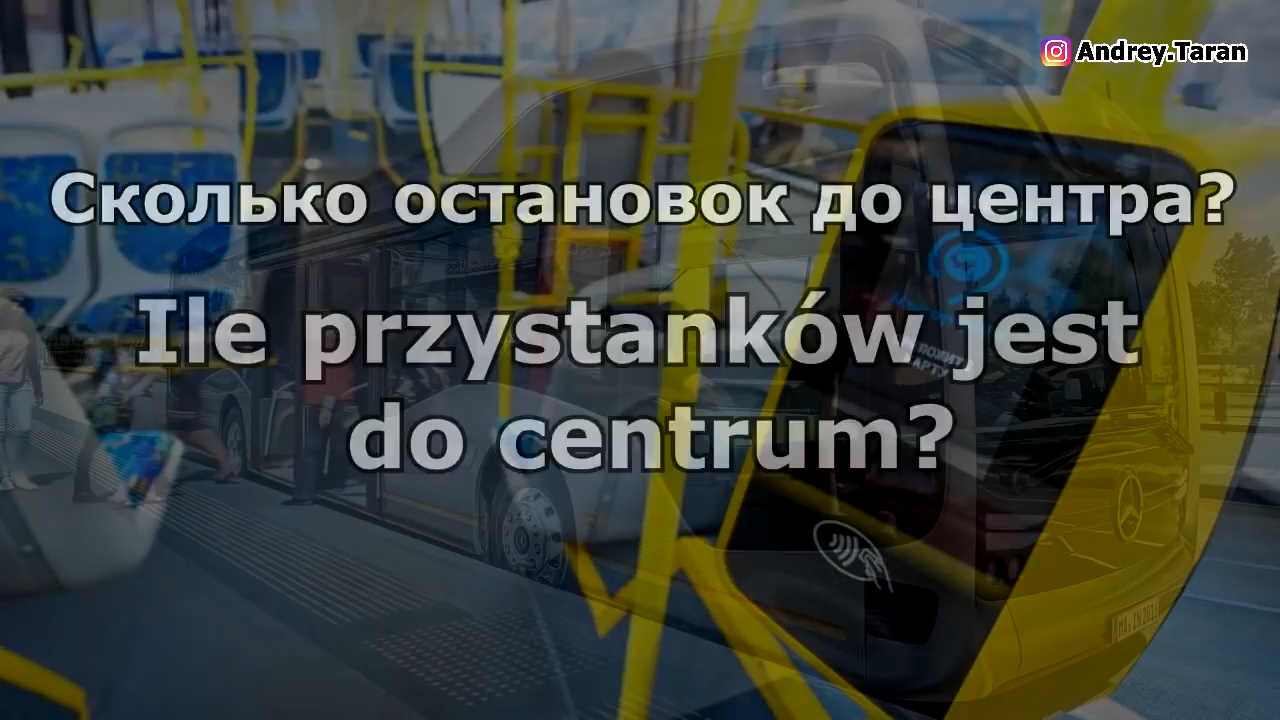 Andrey.Taran
Сколько остановок до центра?
Ile przystanków jest
do centrum?